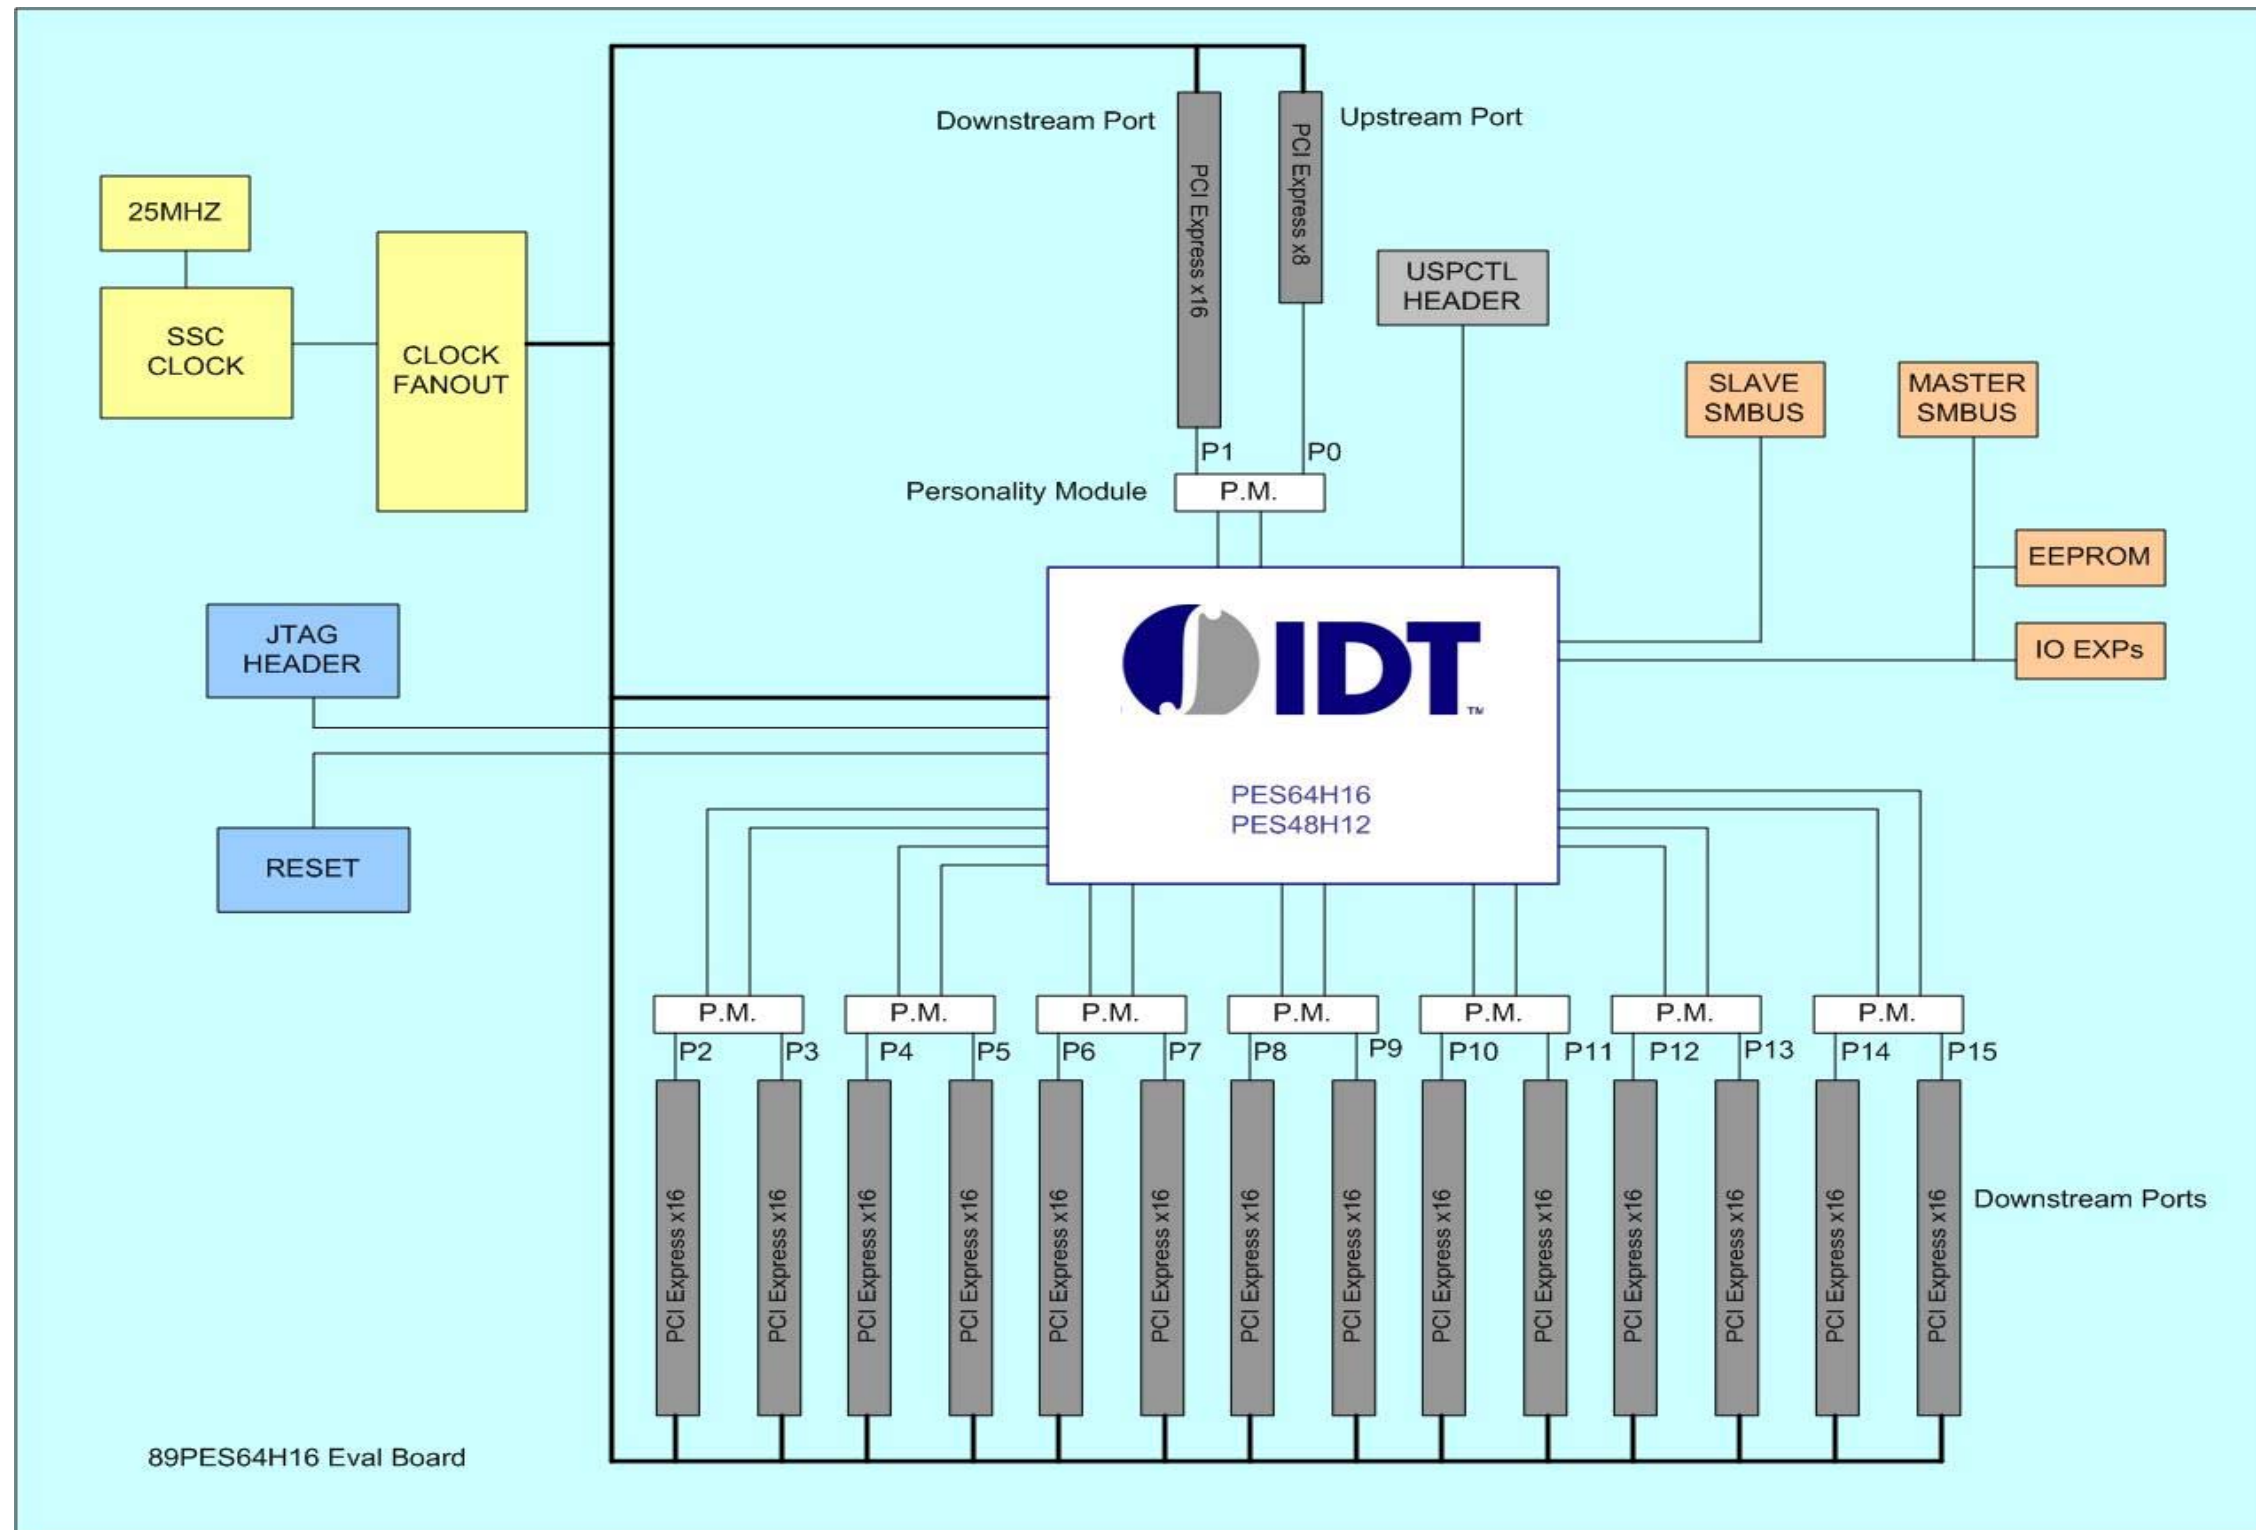 Downstream Port
Upstream Port
PCI Express x16
PCI Express x8
25MHZ
SSC
CLOCK
CLOCK
FANOUT
USPCTL
HEADER
SLAVE
SMBUS
MASTER
SMBUS
P1
P0
Personality Module
P.M.
EEPROM
IO EXPs
JTAG
HEADER
IDT
TM
PES64H16
PES48H12
RESET
P.M.
P.M.
P.M.
P.M.
P.M.
P.M.
P.M.
P2
P3
P4
P5
P6
P7
P8
P9
P10
P11
P12
P13
P14
P15
PCI Express x16
PCI Express x16
PCI Express x16
PCI Express x16
PCI Express x16
PCI Express x16
PCI Express x16
PCI Express x16
PCI Express x16
PCI Express x16
PCI Express x16
PCI Express x16
PCI Express x16
PCI Express x16
Downstream Ports
89PES64H16 Eval Board